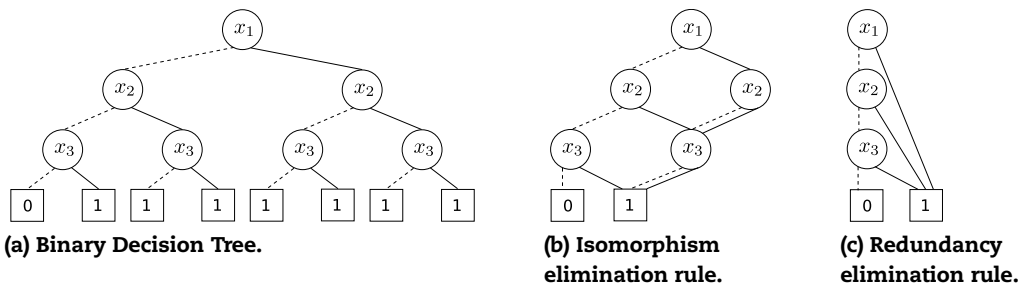 x1 x1 x1
x2 x2 x2 x2 x2
x3 x3 x3 x3 x3 x3 x3
0 1 1 1 1 1 1 1 0 1 0 1
(a) Binary Decision Tree.
(b) Isomorphism
elimination rule.
(c) Redundancy
elimination rule.